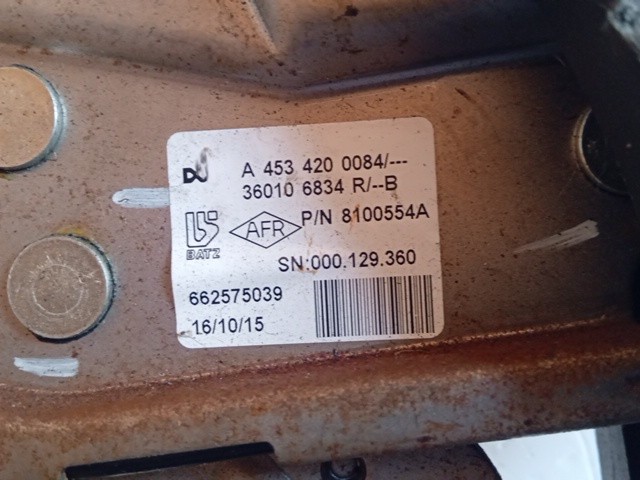 A 453 420 0084/---
36010 6834 R/--B
AFR P/N 8100554A
BATZ
SN:000.129.360
662575039
16/10/15